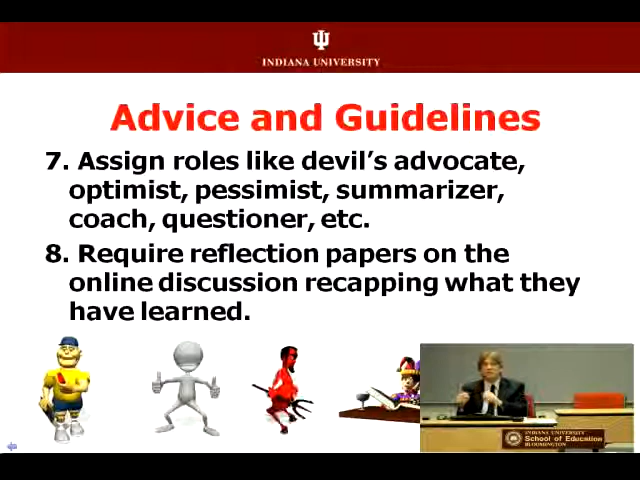 INDIANA UNIVERSITY
Advice and Guidelines
7. Assign roles like devil's advocate,
optimist, pessimist, summarizer,
coach, questioner, etc.
8. Require reflection papers on the
online discussion recapping what they
have learned.
INDIANA UNIVERSITY
School of Education
BLOOMINGTON